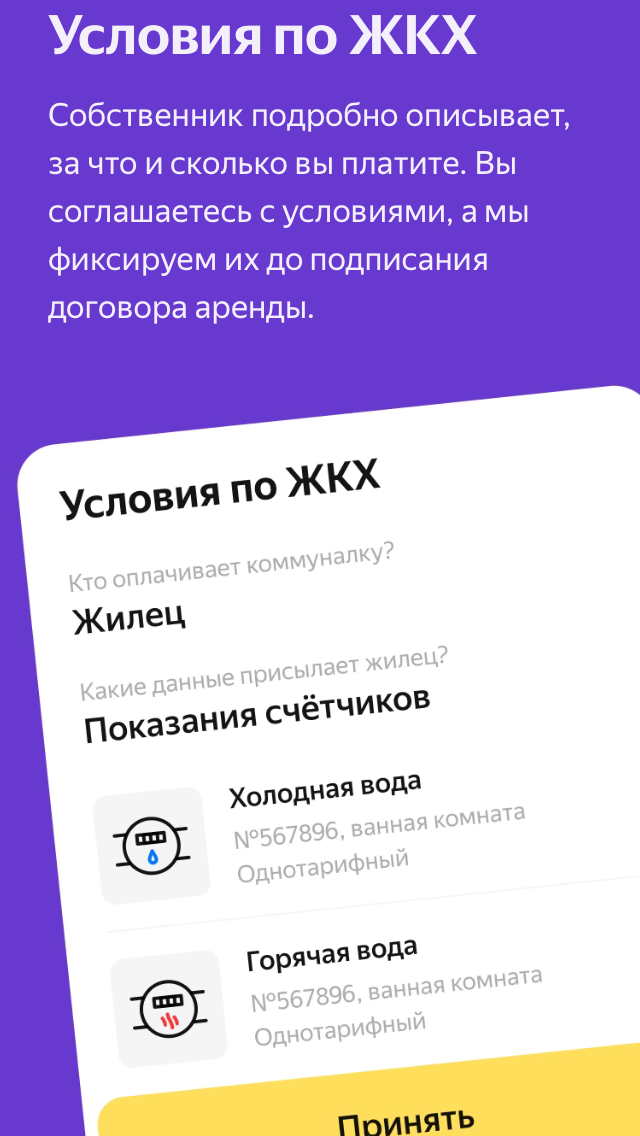 Условия по ЖКХ
Собственник подробно описывает,
за что и сколько вы платите. Вы
соглашаетесь с условиями, а мы
фиксируем их до подписания
договора аренды.
Условия по ЖКХ
Кто оплачивает коммуналку?
Жилец
Какие данные присылает жилец?
Показания счётчиков
Холодная вода
№567896, ванная комната
Однотарифный
Горячая вода
№567896, ванная комната
Однотарифный
Принять